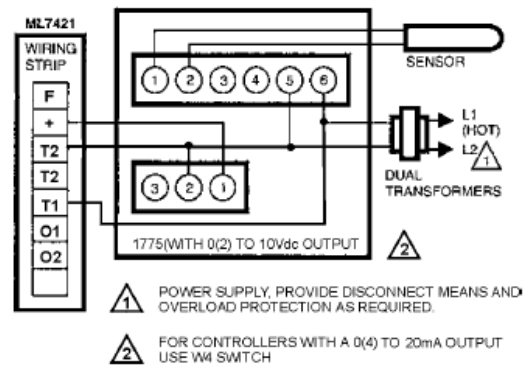 ML7421
WIRING
STRIP
F
+
T2
T2
T1
O1
O2
1 2 3 4 5 6
3 2 1
1775(WITH 0(2) TO 10Vdc OUTPUT
SENSOR
L1
(HOT)
L2 1
DUAL
TRANSFORMERS
2
1 POWER SUPPLY, PROVIDE DISCONNECT MEANS AND
OVERLOAD PROTECTION AS REQUIRED.
2 FOR CONTROLLERS WITH A 0(4) TO 20mA OUTPUT
USE W4 SWITCH